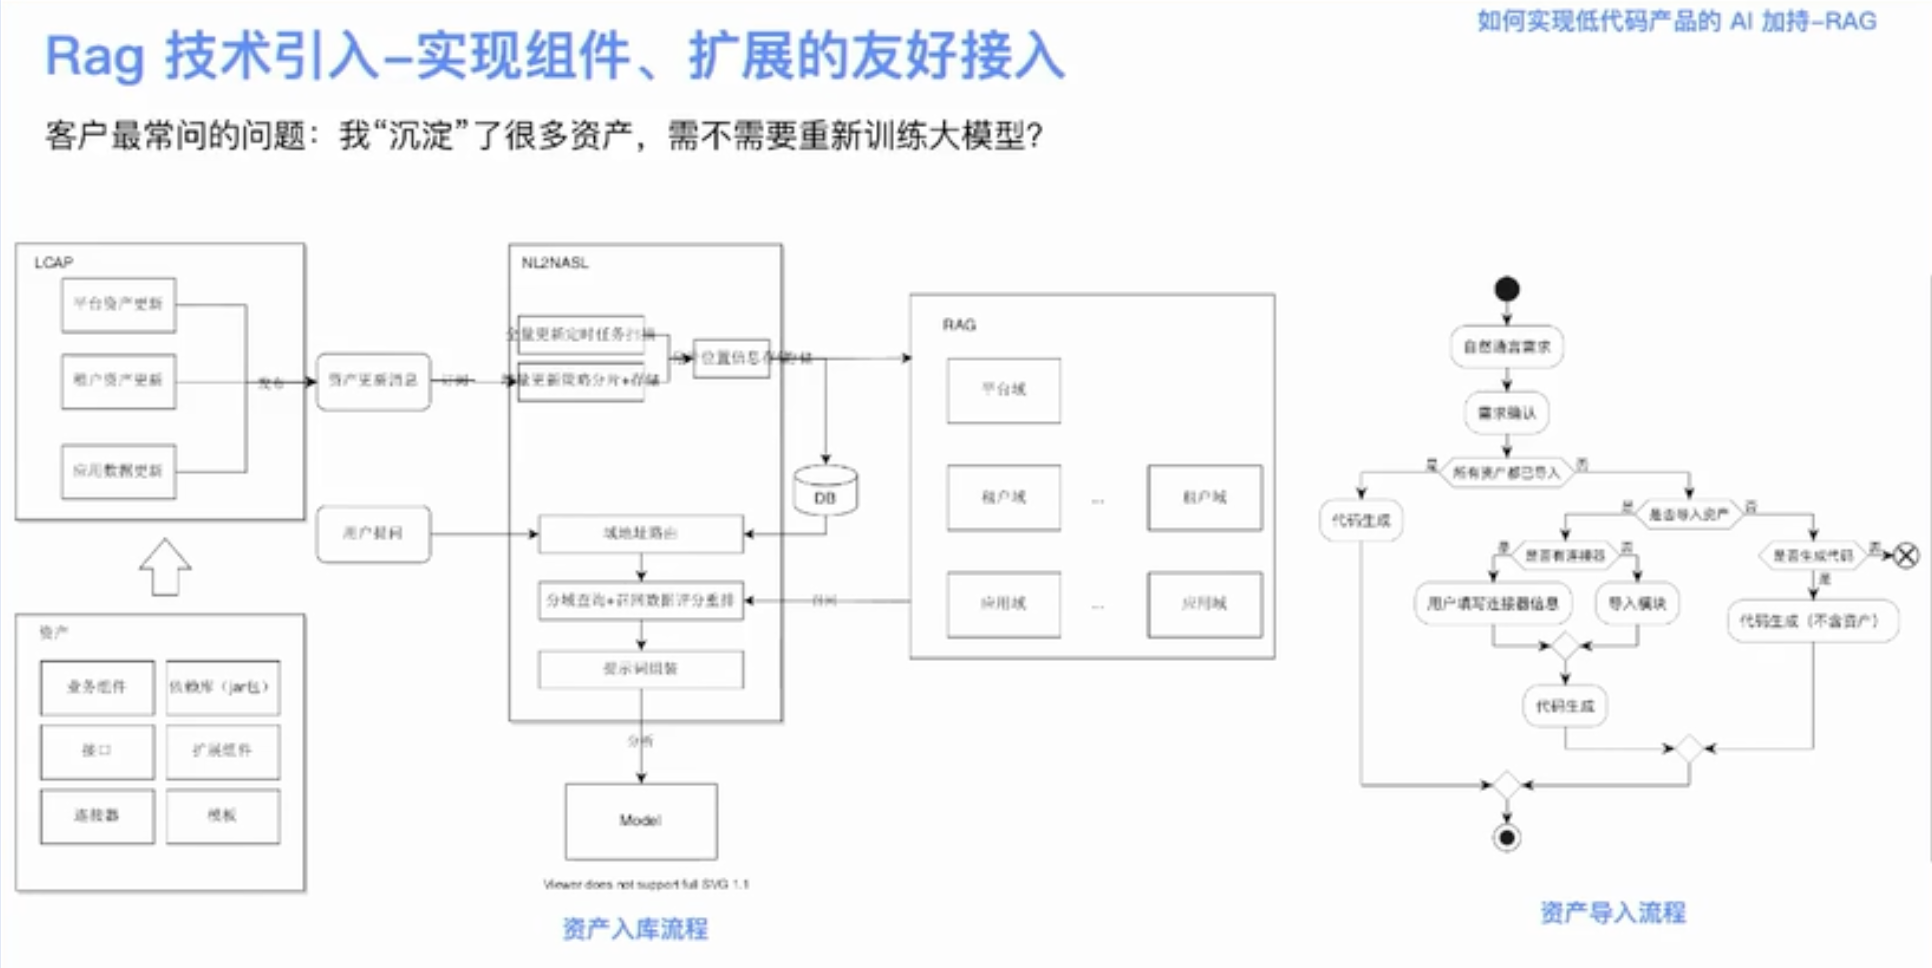 如何实现低代码产品的 AI 加持-RAG
Rag 技术引入-实现组件、扩展的友好接入
客户最常问的问题：我“沉淀”了很多资产，需不需要重新训练大模型？
LCAP
平台资产更新
租户资产更新
应用数据更新
发布
资产更新消息
订阅
用户提问
资产
业务组件
依赖库（jar包）
接口
扩展组件
连接器
模板
NL2NASL
全量更新定时任务扫描
增量更新策略分片+存储
位置信息存储
DB
域地址路由
分域查询+召回数据评分重排
召回
提示词组装
分析
Model
Viewer does not support full SVG 1.1
资产入库流程
RAG
平台域
租户域
...
租户域
应用域
...
应用域
自然语言需求
需求确认
是
所有资产都已导入
否
代码生成
是
是否导入资产
否
是
是否有连接器
否
是否生成代码
否
是
用户填写连接器信息
导入模块
代码生成（不含资产）
代码生成
资产导入流程